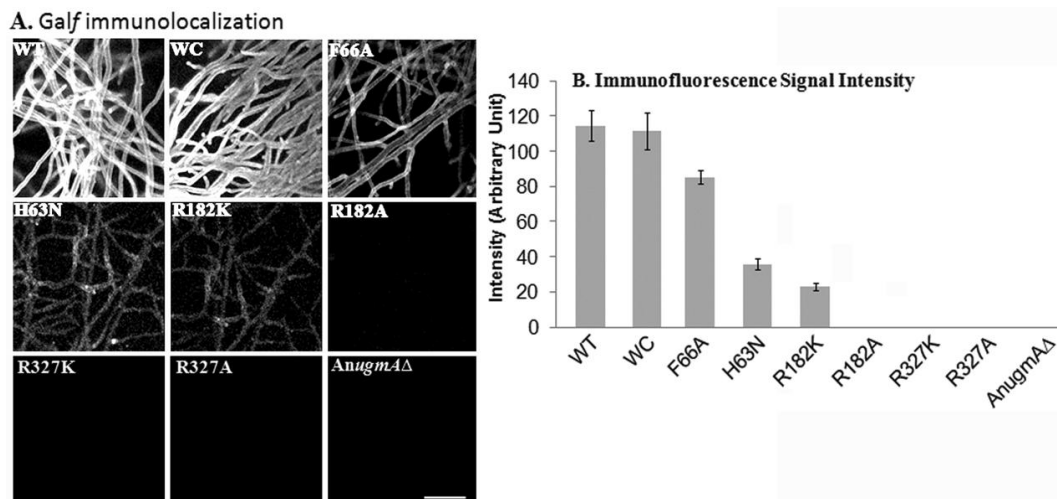 A. Galf immunolocalization
WT WC F66A
H63N R182K R182A
R327K R327A AnugmAΔ
B. Immunofluorescence Signal Intensity
Intensity (Arbitrary Unit)
140
120
100
80
60
40
20
0
WT WC F66A H63N R182K R182A R327K R327A AnugmAΔ